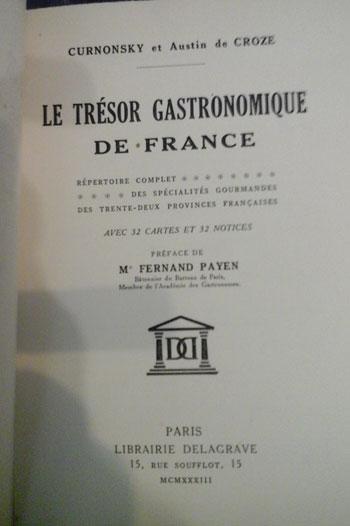 CURNONSKY et Austin de CROZE
LE TRÉSOR GASTRONOMIQUE
DE * FRANCE
RÉPERTOIRE COMPLET * * * * * * * *
* * * * DES SPÉCIALITÉS GOURMANDES
DES TRENTE-DEUX PROVINCES FRANÇAISES
AVEC 32 CARTES ET 32 NOTICES
PRÉFACE DE
Me FERNAND PAYEN
Bâtonnier du Barreau de Paris,
Membre de l'Académie des Gastronomes.
PARIS
LIBRAIRIE DELAGRAVE
15, RUE SOUFFLOT, 15
MCMXXXIII